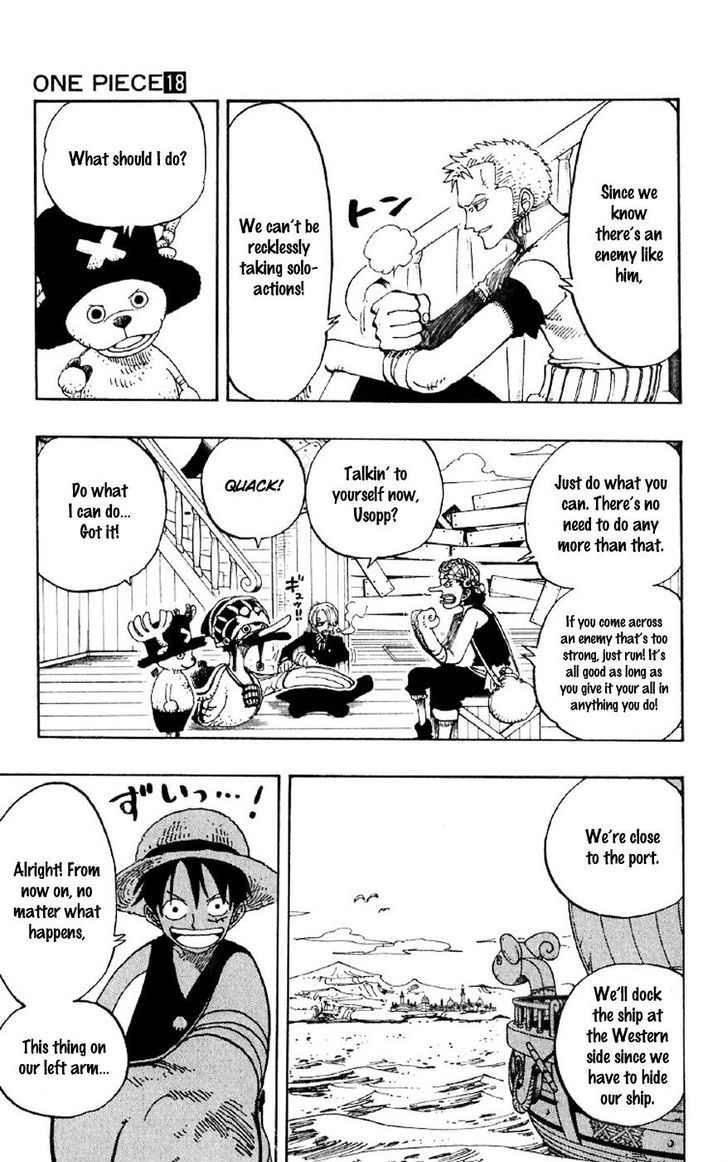 ONE PIECE18
Since we
know
there's an
enemy like
him,
トン
We can't be
recklessly
taking solo-
actions!
What should I do?
Just do what you
can. There's no
need to do any
more than that.
If you come across
an enemy that's too
strong, just run! It's
all good as long as
you give it your all in
anything you do!
Talkin' to
yourself now,
Usopp?
ギュッ!!
QUACK!
Do what
I can do...
Got it!
We're close
to the port.
We'll dock
the ship at
the Western
side since we
have to hide
our ship.
ずいっ…!
Alright! From
now on, no
matter what
happens,
This thing on
our left arm...